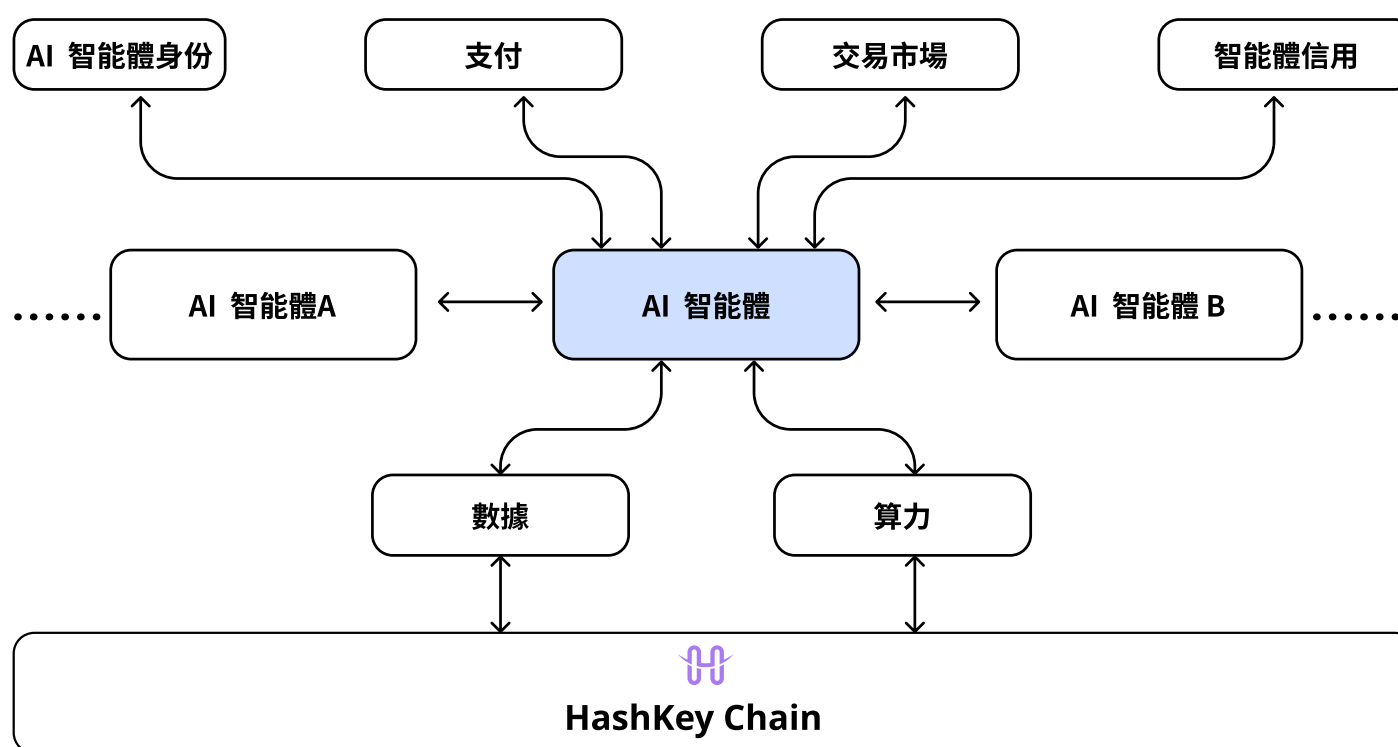 AI 智能體身份
支付
交易市場
智能體信用
AI 智能體A
AI 智能體
AI 智能體 B
數據
算力
HashKey Chain